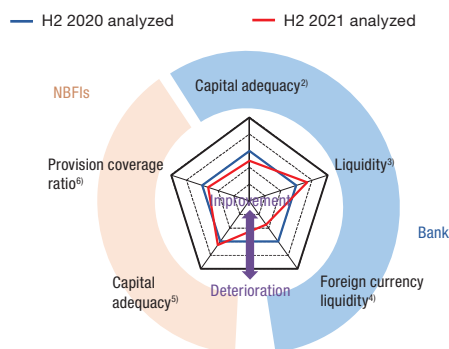 H2 2020 analyzed
H2 2021 analyzed
NBFIs
Capital adequacy2)
Provision coverage
ratio6)
Liquidity3)
Improvement
Bank
Capital
adequacy5)
Deterioration
Foreign currency
liquidity4)